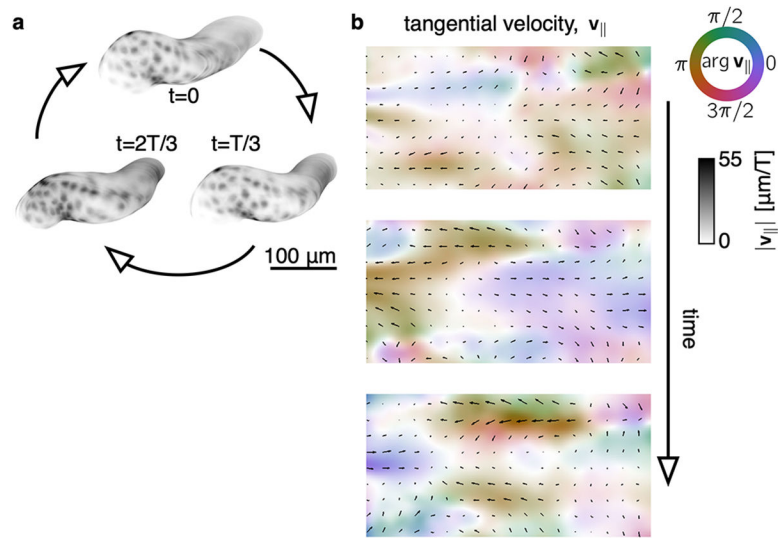 a
t=0
t=2T/3
t=T/3
100 µm
b
tangential velocity, v∥
π/2
π
arg v∥
0
3π/2
55
0
|v∥| [µm/T]
time